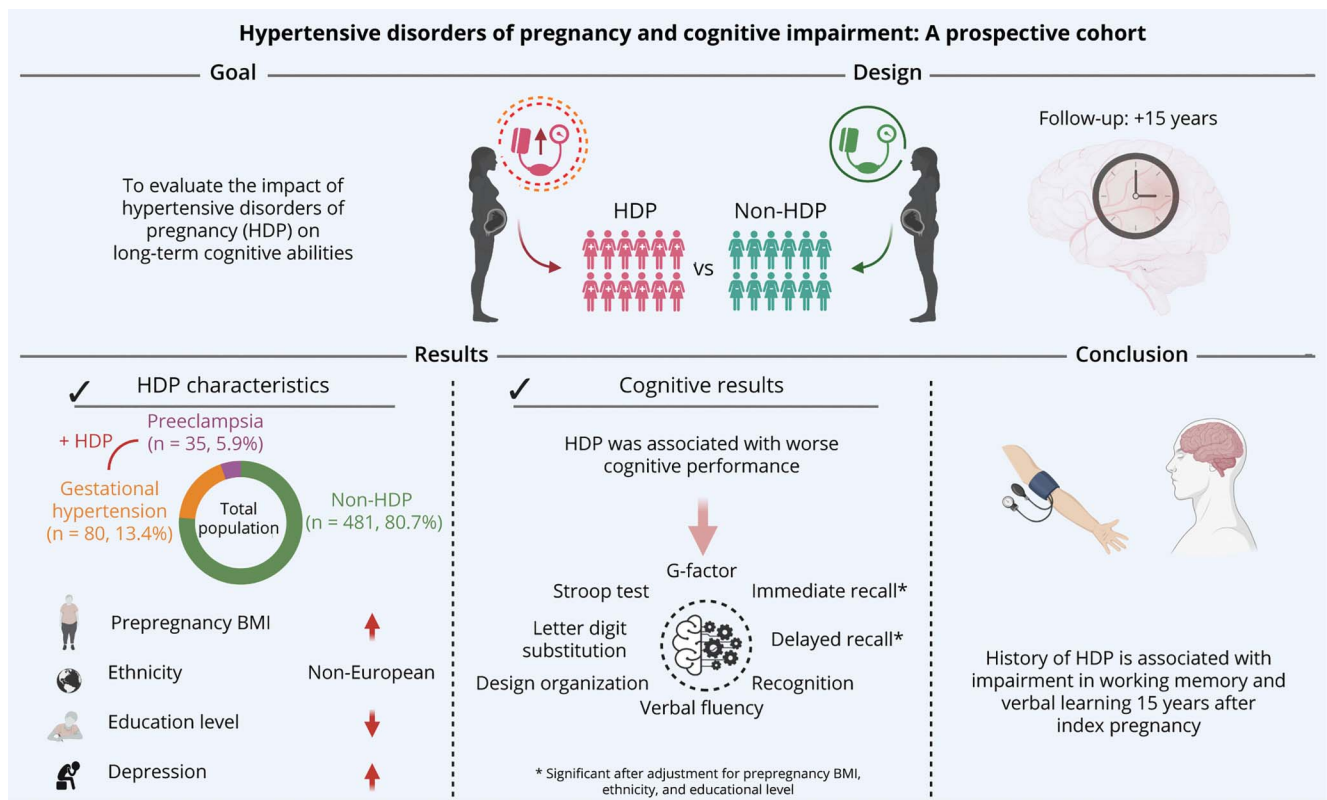 Hypertensive disorders of pregnancy and cognitive impairment: A prospective cohort
Goal
To evaluate the impact of
hypertensive disorders of
pregnancy (HDP) on
long-term cognitive abilities
Design
HDP
vs
Non-HDP
Follow-up: +15 years
Results
HDP characteristics
+ HDP
Preeclampsia
(n = 35, 5.9%)
Gestational
hypertension
(n = 80, 13.4%)
Total
population
Non-HDP
(n = 481, 80.7%)
Prepregnancy BMI
Ethnicity
Non-European
Education level
Depression
Cognitive results
HDP was associated with worse
cognitive performance
G-factor
Stroop test
Immediate recall*
Letter digit
substitution
Delayed recall*
Design organization
Recognition
Verbal fluency
* Significant after adjustment for prepregnancy BMI,
ethnicity, and educational level
Conclusion
History of HDP is associated with
impairment in working memory and
verbal learning 15 years after
index pregnancy